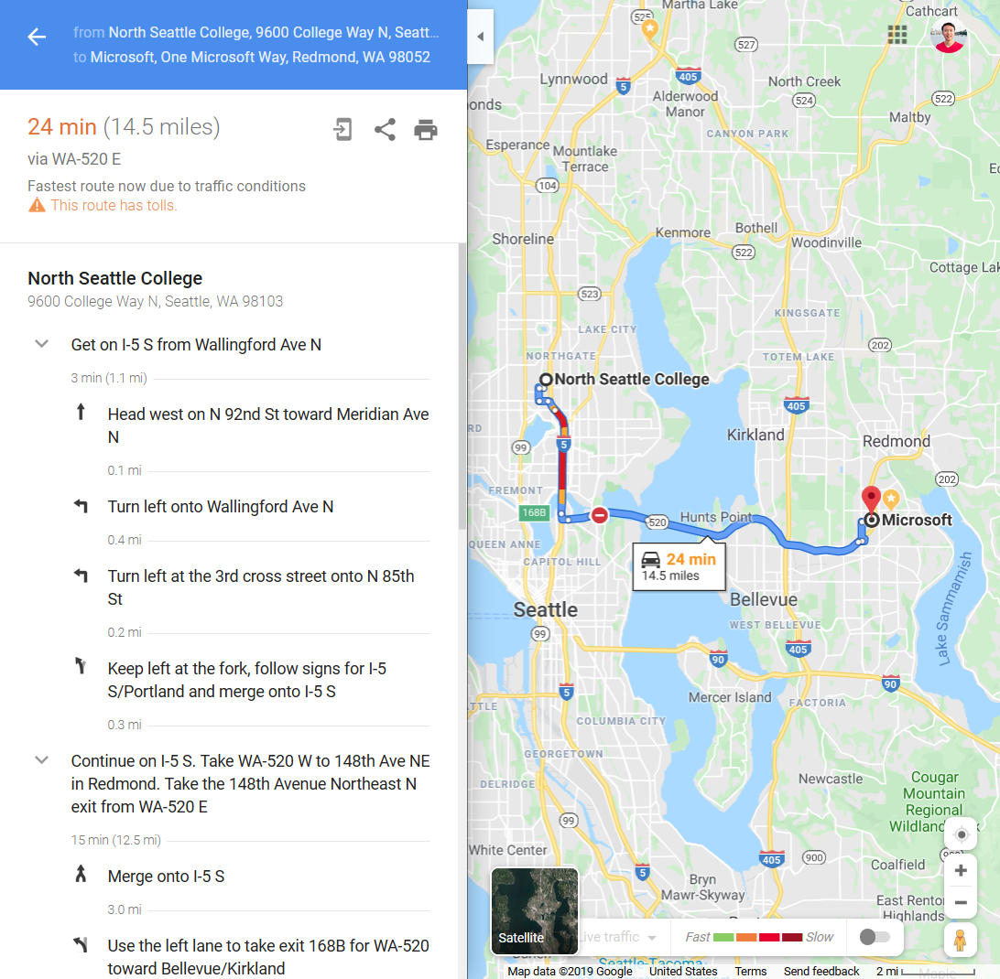 from North Seattle College, 9600 College Way N, Seatt...
to Microsoft, One Microsoft Way, Redmond, WA 98052
24 min (14.5 miles)
via WA-520 E
Fastest route now due to traffic conditions
This route has tolls.
North Seattle College
9600 College Way N, Seattle, WA 98103
Get on I-5 S from Wallingford Ave N
3 min (1.1 mi)
Head west on N 92nd St toward Meridian Ave
N
0.1 mi
Turn left onto Wallingford Ave N
0.4 mi
Turn left at the 3rd cross street onto N 85th
St
0.2 mi
Keep left at the fork, follow signs for I-5
S/Portland and merge onto I-5 S
0.3 mi
Continue on I-5 S. Take WA-520 W to 148th Ave NE
in Redmond. Take the 148th Avenue Northeast N
exit from WA-520 E
15 min (12.5 mi)
Merge onto I-5 S
3.0 mi
Use the left lane to take exit 168B for WA-520
toward Bellevue/Kirkland
Martha Lake
Cathcart
525
527
Lynnwood
5
405
North Creek
524
522
onds
Alderwood
Manor
Maltby
CANYON PARK
Esperance
Mountlake
Terrace
104
Shoreline
Kenmore
Bothell
522
Woodinville
Cottage Lak
523
KINGSGATE
LAKE CITY
202
NORTHGATE
TOTEM LAKE
North Seattle College
405
RD
99
5
Kirkland
Redmond
202
FREMONT
168B
520
Hunts Point
Microsoft
QUEEN ANNE
CAPITOL HILL
24 min
14.5 miles
Seattle
Bellevue
WEST BELLEVUE
Lake Sammamish
99
90
405
5
90
TTLE
Mercer Island
FACTORIA
COLUMBIA CITY
GEORGETOWN
DELRIDGE
Newcastle
Cougar
Mountain
Regional
Wildlan
99
White Center
5
405
900
Coalfield
Bryn
Mawr-Skyway
East Rento
Highlands
Satellite
Live traffic
Fast
Slow
Seattle-Tacoma
Map data ©2019 Google
United States
Terms
Send feedback
2 mi
Maple